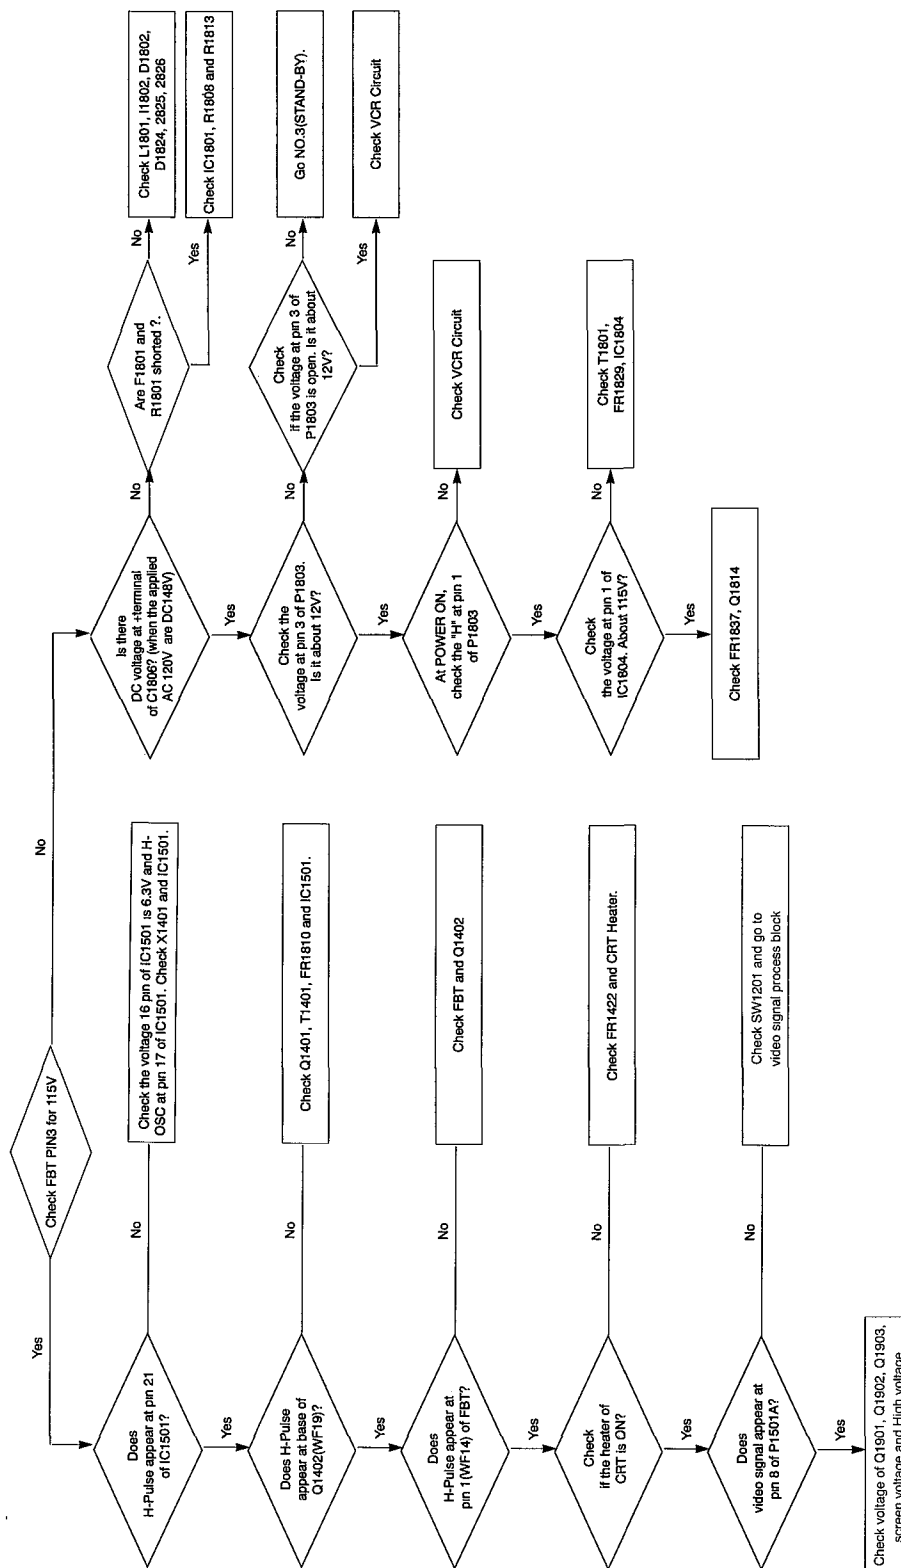 Check FBT PIN3 for 115V
Yes
No
Does
H-Pulse appear at pin 21
of IC1501?
No
Check the voltage 16 pin of IC1501 is 6.3V and H-
OSC at pin 17 of IC1501. Check X1401 and IC1501.
Yes
Does H-Pulse
appear at base of
Q1402(WF19)?
No
Check Q1401, T1401, FR1810 and IC1501.
Yes
Does
H-Pulse appear at
pin 1(WF14) of FBT?
No
Check FBT and Q1402
Yes
Check
if the heater of
CRT is ON?
No
Check FR1422 and CRT Heater.
Yes
Does
video signal appear at
pin 8 of P1501A?
No
Check SW1201 and go to
video signal process block
Yes
Check voltage of Q1901, Q1902, Q1903,
screen voltage and High voltage
Is there
DC voltage at +terminal
of C1806? (when the applied
AC 120V are DC148V)
No
Are F1801 and
R1801 shorted ?.
No
Check L1801, I1802, D1802,
D1824, 2825, 2826
Yes
Check IC1801, R1808 and R1813
Yes
Check the
voltage at pin 3 of P1803.
Is it about 12V?
No
Check
if the voltage at pin 3 of
P1803 is open. Is it about
12V?
No
Go NO.3(STAND-BY).
Yes
Check VCR Circuit
Yes
At POWER ON,
check the "H" at pin 1
of P1803
No
Check VCR Circuit
Yes
Check
the voltage at pin 1 of
IC1804. About 115V?
No
Check T1801,
FR1829, IC1804
Yes
Check FR1837, Q1814